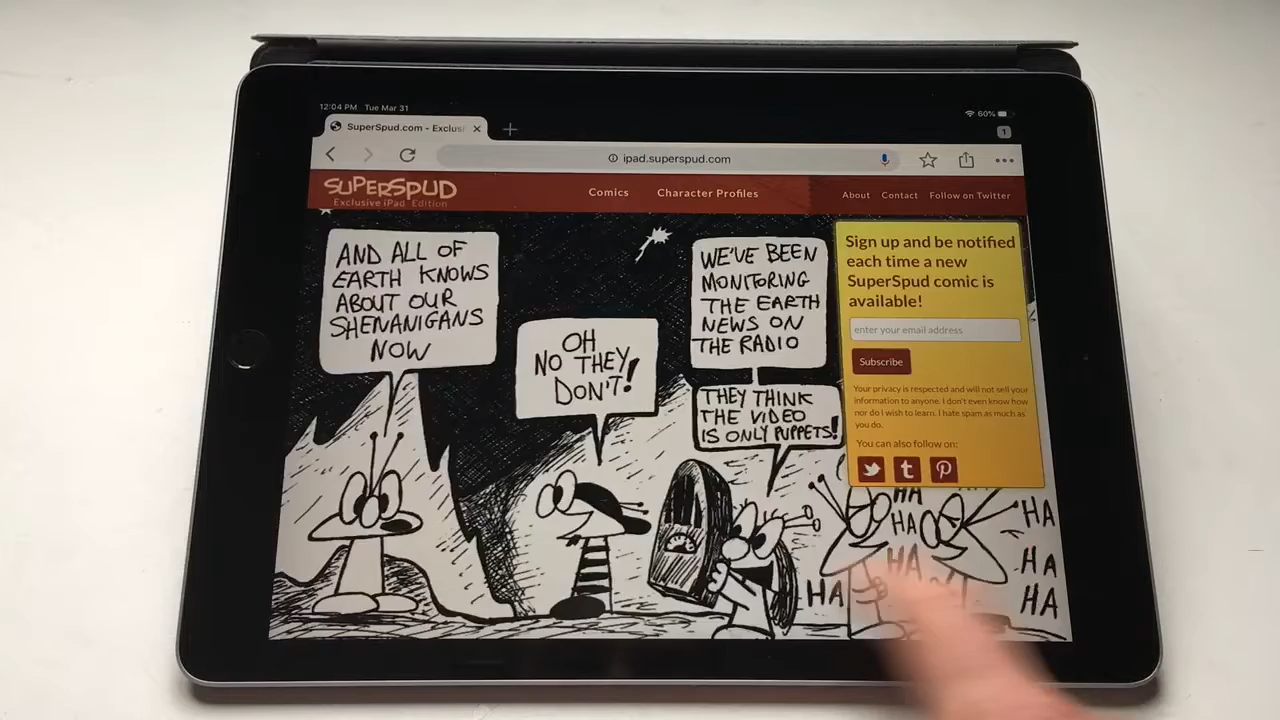 12:04 PM Tue Mar 31
60%
SuperSpud.com - Exclusi
1
ipad.superspud.com
SUPERSPUD
Exclusive iPad Edition
Comics
Character Profiles
About
Contact
Follow on Twitter
AND ALL OF
EARTH KNOWS
ABOUT OUR
SHENANIGANS
NOW
OH
NO THEY
DON'T!
WE'VE BEEN
MONITORING
THE EARTH
NEWS ON
THE RADIO
THEY THINK
THE VIDEO
IS ONLY PUPPETS!
Sign up and be notified
each time a new
SuperSpud comic is
available!
enter your email address
Subscribe
Your privacy is respected and will not sell your
information to anyone. I don't even know how
nor do I wish to learn. I hate spam as much as
you do.
You can also follow on:
HA
HA
HA
HA
HA
HA
HA